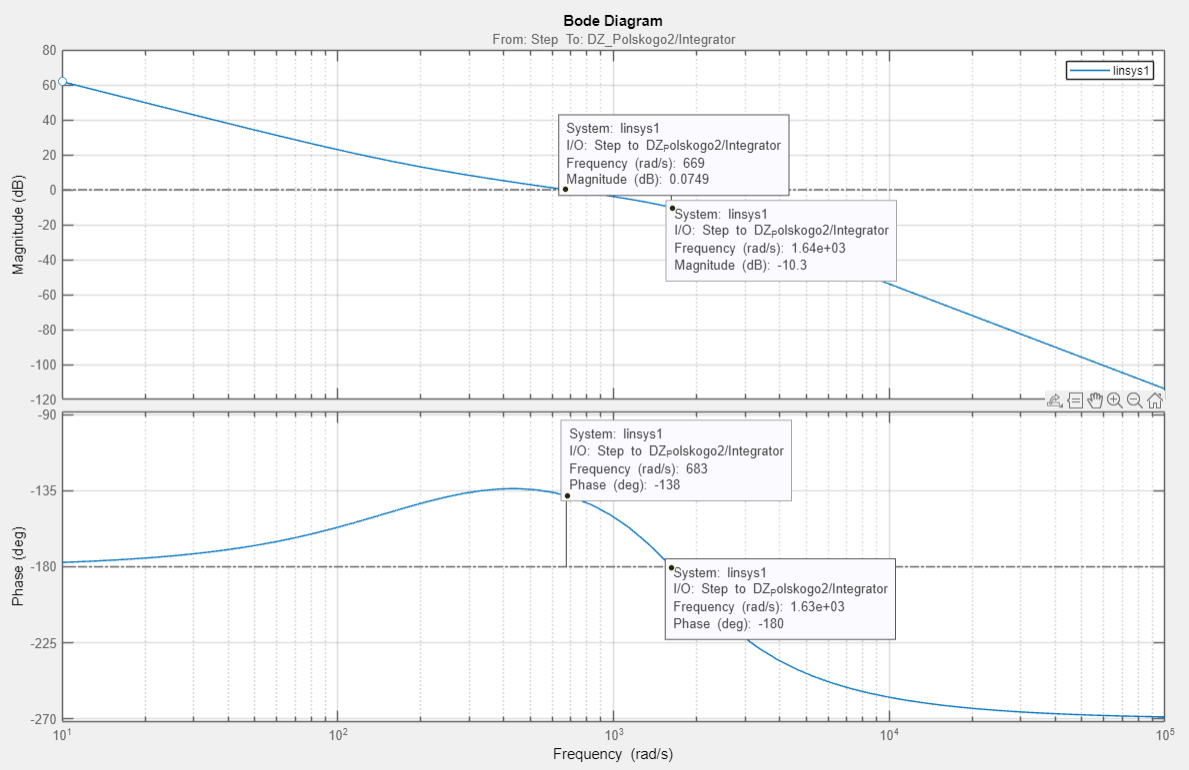 Bode Diagram
From: Step To: DZ_Polskogo2/Integrator
linsys1
80
60
40
20
0
-20
-40
-60
-80
-100
-120
Magnitude (dB)
System: linsys1
I/O: Step to DZPolskogo2/Integrator
Frequency (rad/s): 669
Magnitude (dB): 0.0749
System: linsys1
I/O: Step to DZPolskogo2/Integrator
Frequency (rad/s): 1.64e+03
Magnitude (dB): -10.3
-90
-135
-180
-225
-270
Phase (deg)
System: linsys1
I/O: Step to DZPolskogo2/Integrator
Frequency (rad/s): 683
Phase (deg): -138
System: linsys1
I/O: Step to DZPolskogo2/Integrator
Frequency (rad/s): 1.63e+03
Phase (deg): -180
10¹ 10² 10³ 10⁴ 10⁵
Frequency (rad/s)